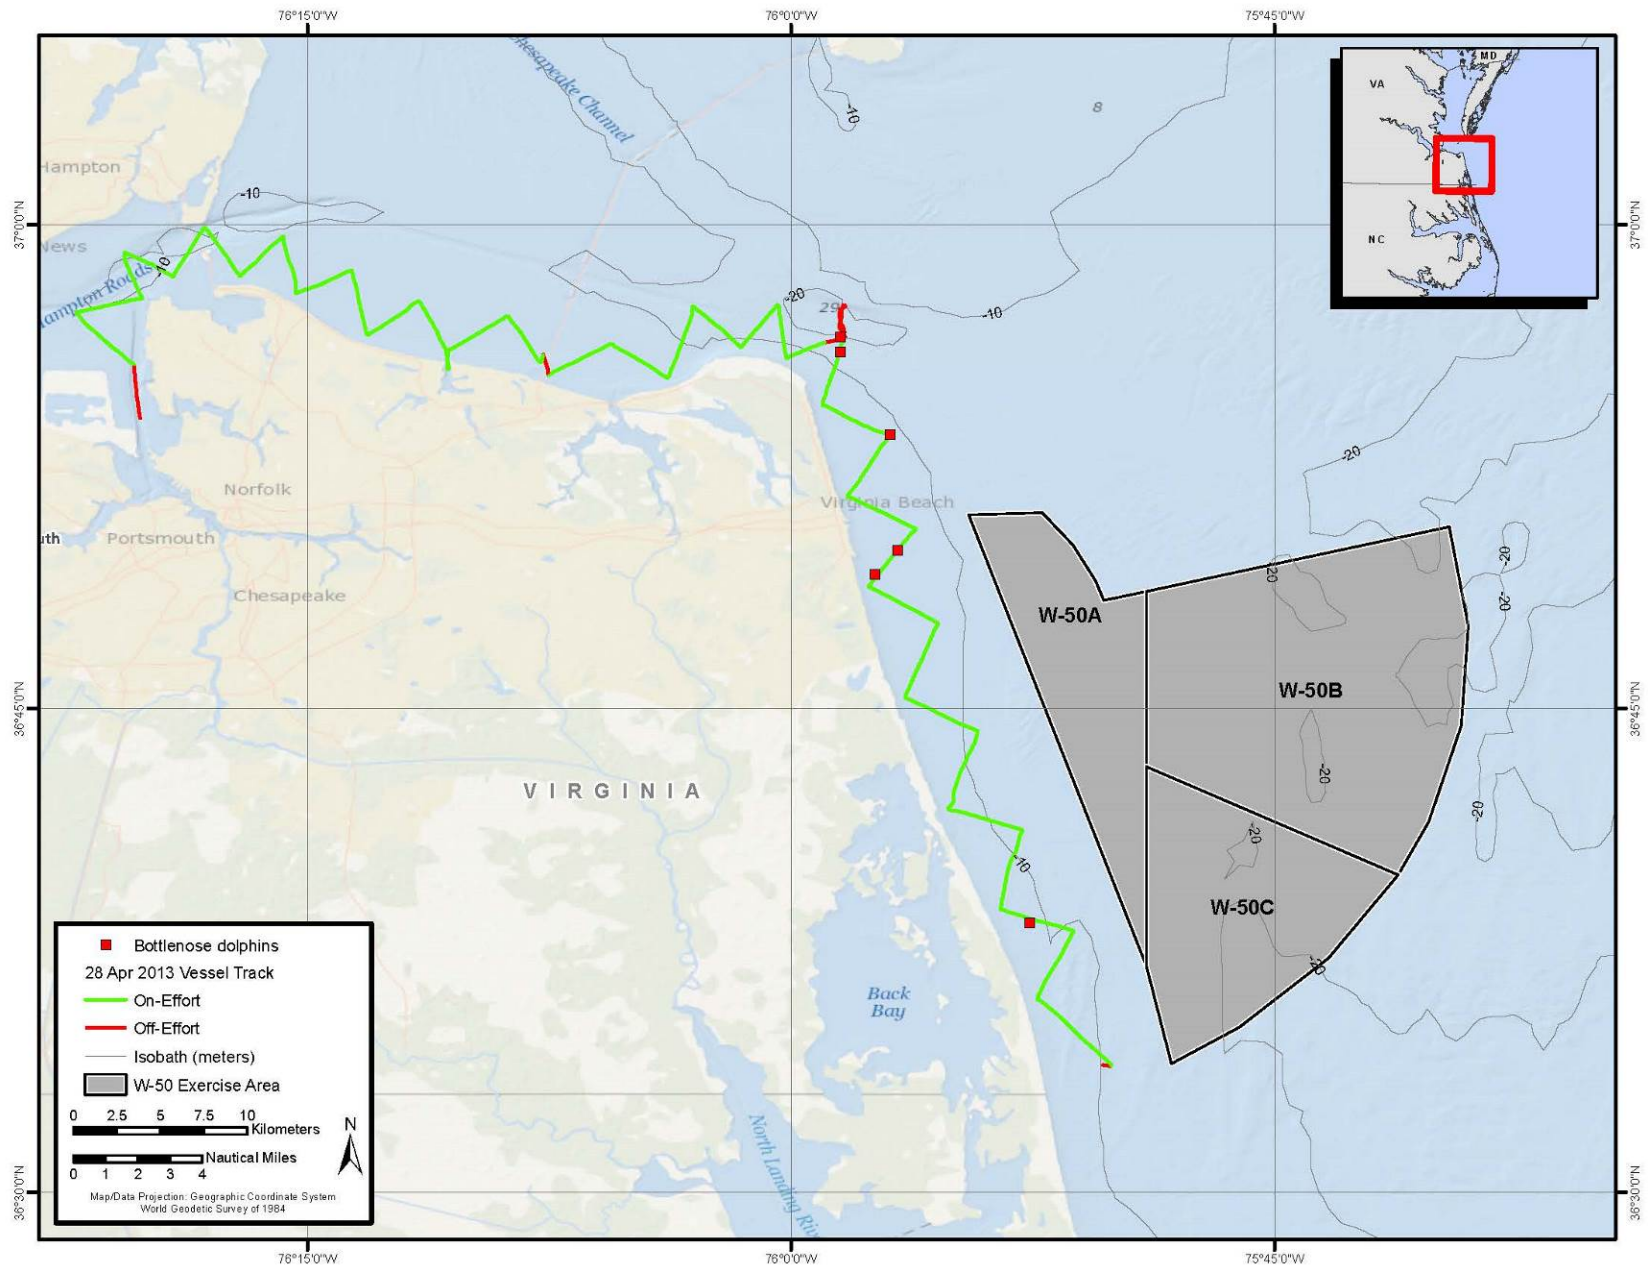 76°15'0"W
76°0'0"W
75°45'0"W
Chesapeake Channel
-10
8
MD
VA
NC
Hampton
-10
37°0'0"N
37°0'0"N
News
-10
Hampton Roads
-20
29
-10
-20
Norfolk
Virginia Beach
uth
Portsmouth
-20
-20
Chesapeake
-20
W-50A
W-50B
36°45'0"N
36°45'0"N
-20
VIRGINIA
-20
-20
-10
W-50C
-20
Back
Bay
Bottlenose dolphins
28 Apr 2013 Vessel Track
On-Effort
Off-Effort
Isobath (meters)
W-50 Exercise Area
0 2.5 5 7.5 10
Kilometers
N
Nautical Miles
0 1 2 3 4
Map/Data Projection: Geographic Coordinate System
World Geodetic Survey of 1984
North Landing Riv
36°30'0"N
36°30'0"N
76°15'0"W
76°0'0"W
75°45'0"W